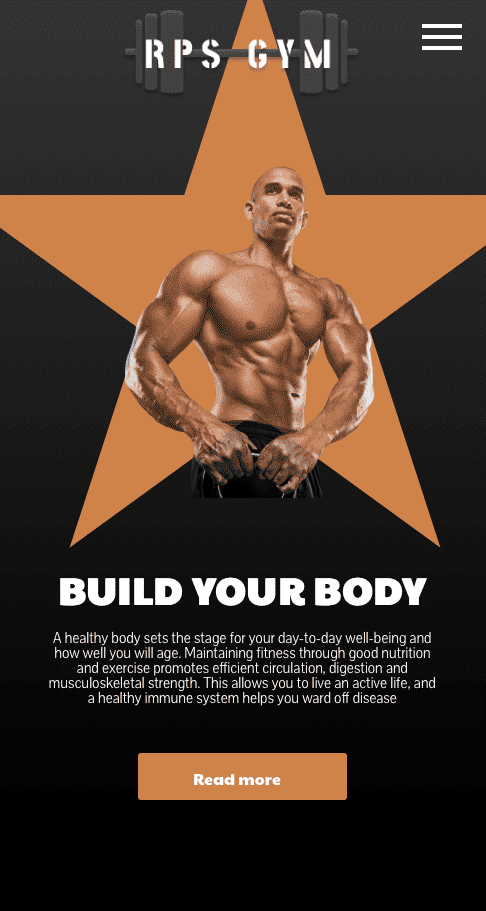 RPS GYM
BUILD YOUR BODY
A healthy body sets the stage for your day-to-day well-being and
how well you will age. Maintaining fitness through good nutrition
and exercise promotes efficient circulation, digestion and
musculoskeletal strength. This allows you to live an active life, and
a healthy immune system helps you ward off disease
Read more